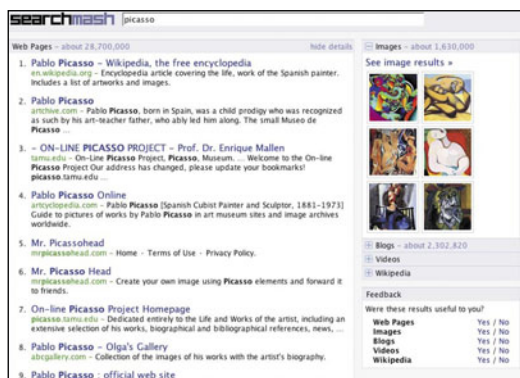 searchmash picasso
Web Pages - about 28,700,000 hide details
1. Pablo Picasso - Wikipedia, the free encyclopedia
en.wikipedia.org - Encyclopedia article covering the life, work of the Spanish painter.
Includes a list of artworks and images.
2. Pablo Picasso
artchive.com - Pablo Picasso, born in Spain, was a child prodigy who was recognized
as such by his art-teacher father, who ably led him along. The small Museo de
Picasso ...
3. - ON-LINE PICASSO PROJECT - Prof. Dr. Enrique Mallen
tamu.edu - On-Line Picasso Project, Picasso, Museum. ... Welcome to the On-line
Picasso Project Our address has changed, please update your bookmarks!
picasso.tamu.edu ...
4. Pablo Picasso Online
artcyclopedia.com - Pablo Picasso [Spanish Cubist Painter and Sculptor, 1881-1973]
Guide to pictures of works by Pablo Picasso in art museum sites and image archives
worldwide.
5. Mr. Picassohead
mrpicassohead.com - Home · Terms of Use · Privacy Policy.
6. Mr. Picasso Head
mrpicassohead.com - Create your own image using Picasso elements and forward it
to friends.
7. On-line Picasso Project Homepage
picasso.tamu.edu - Dedicated entirely to the Life and Works of the artist, including an
extensive selection of his works, biographical and bibliographical references, news, ...
8. Pablo Picasso - Olga's Gallery
abcgallery.com - Collection of the images of his works with the artist's biography.
9. Pablo Picasso : official web site
Images - about 1,630,000
See image results »
Blogs - about 2,302,820
Videos
Wikipedia
Feedback
Were these results useful to you?
Web Pages Yes / No
Images Yes / No
Blogs Yes / No
Videos Yes / No
Wikipedia Yes / No